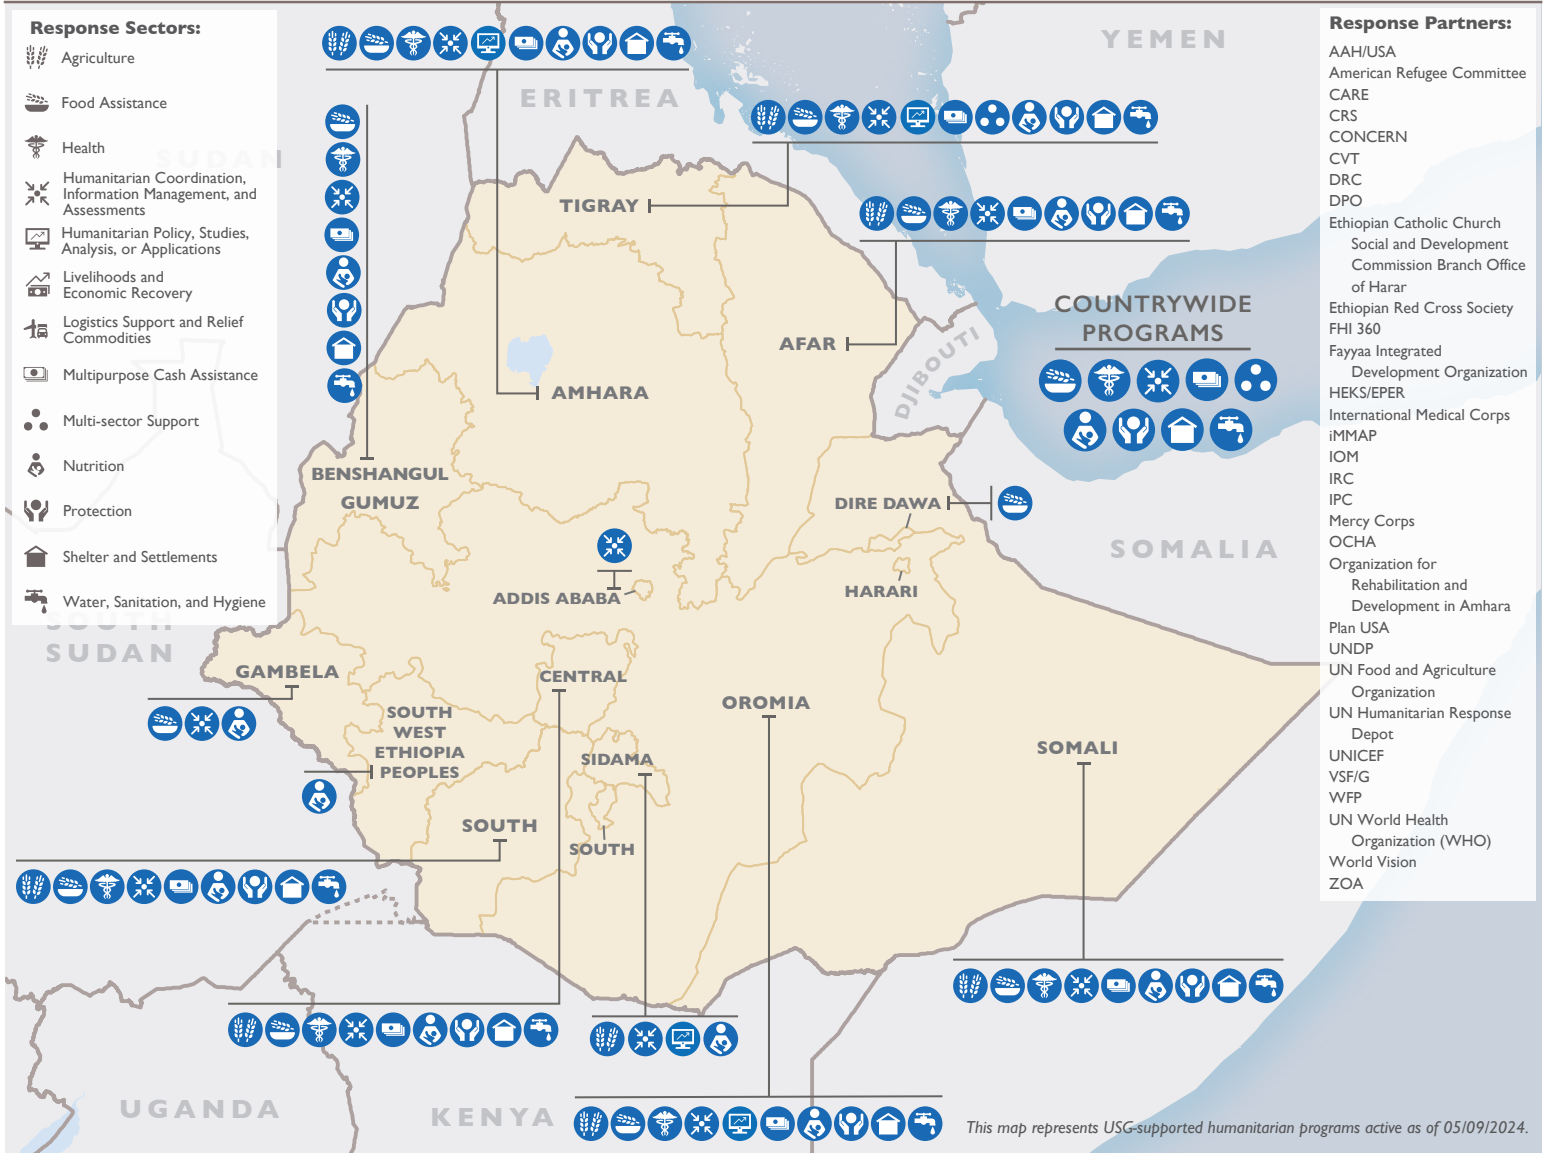 Response Sectors:
Agriculture
Food Assistance
Health
Humanitarian Coordination,
Information Management, and
Assessments
Humanitarian Policy, Studies,
Analysis, or Applications
Livelihoods and
Economic Recovery
Logistics Support and Relief
Commodities
Multipurpose Cash Assistance
Multi-sector Support
Nutrition
Protection
Shelter and Settlements
Water, Sanitation, and Hygiene
SUDAN
SOUTH
SUDAN
ERITREA
YEMEN
DJIBOUTI
SOMALIA
UGANDA
KENYA
TIGRAY
AFAR
AMHARA
BENSHANGUL
GUMUZ
DIRE DAWA
HARARI
ADDIS ABABA
GAMBELA
CENTRAL
SOUTH
WEST
ETHIOPIA
PEOPLES
SIDAMA
OROMIA
SOMALI
SOUTH
SOUTH
COUNTRYWIDE
PROGRAMS
Response Partners:
AAH/USA
American Refugee Committee
CARE
CRS
CONCERN
CVT
DRC
DPO
Ethiopian Catholic Church
Social and Development
Commission Branch Office
of Harar
Ethiopian Red Cross Society
FHI 360
Fayyaa Integrated
Development Organization
HEKS/EPER
International Medical Corps
iMMAP
IOM
IRC
IPC
Mercy Corps
OCHA
Organization for
Rehabilitation and
Development in Amhara
Plan USA
UNDP
UN Food and Agriculture
Organization
UN Humanitarian Response
Depot
UNICEF
VSF/G
WFP
UN World Health
Organization (WHO)
World Vision
ZOA
This map represents USG-supported humanitarian programs active as of 05/09/2024.